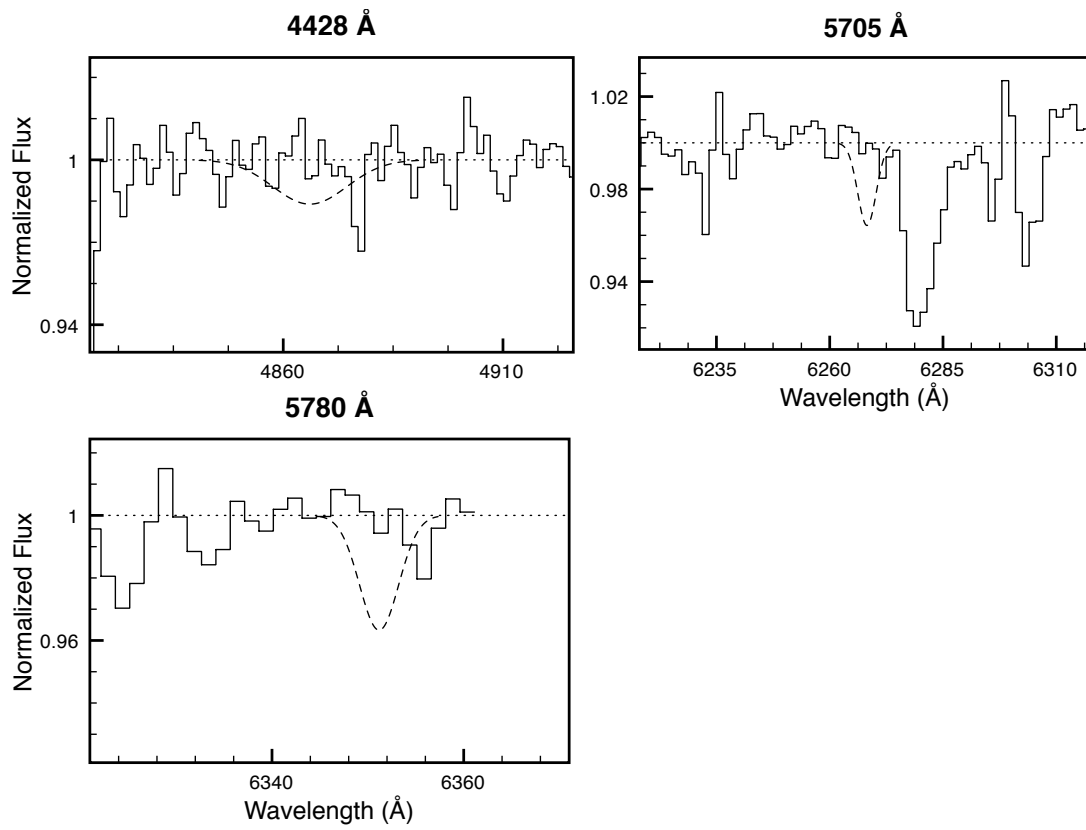 4428 Å
Normalized Flux
1
0.94
4860
4910
5705 Å
1.02
0.98
0.94
6235
6260
6285
6310
Wavelength (Å)
5780 Å
Normalized Flux
1
0.96
6340
6360
Wavelength (Å)